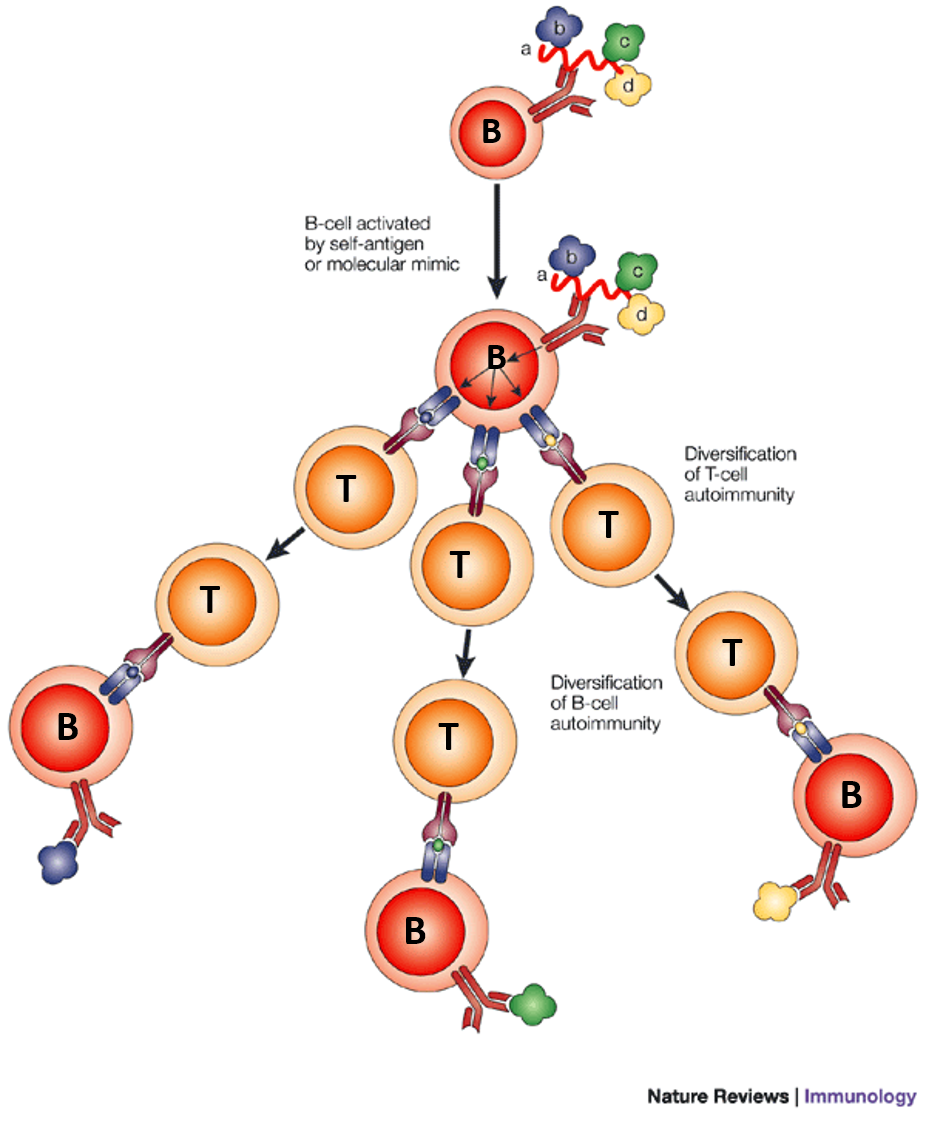 b
a
c
d
B
B-cell activated
by self-antigen
or molecular mimic
b
a
c
d
B
Diversification
of T-cell
autoimmunity
T
T
T
T
T
Diversification
of B-cell
autoimmunity
B
T
B
B
Nature Reviews | Immunology